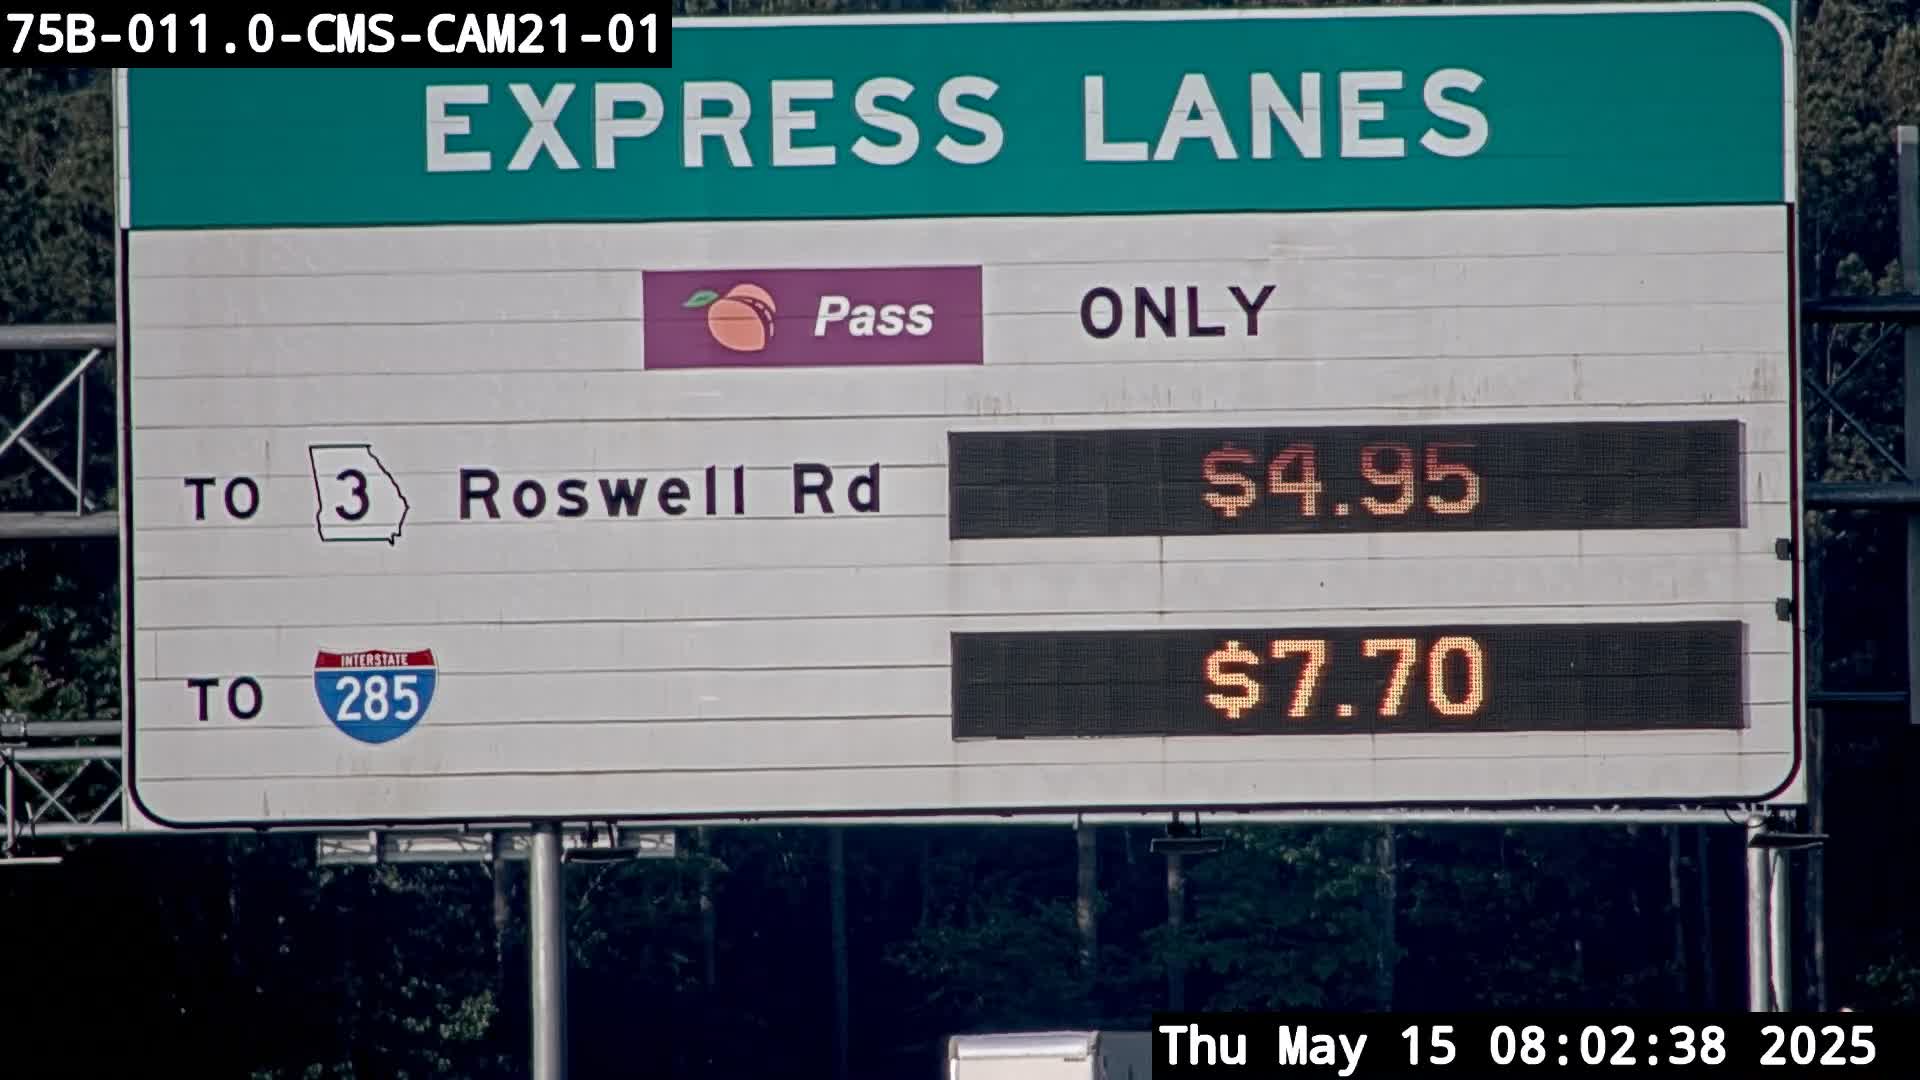 75B-011.0-CMS-CAM21-01
EXPRESS LANES
Pass ONLY
TO 3 Roswell Rd $4.95
TO INTERSTATE 285 $7.70
Thu May 15 08:02:38 2025